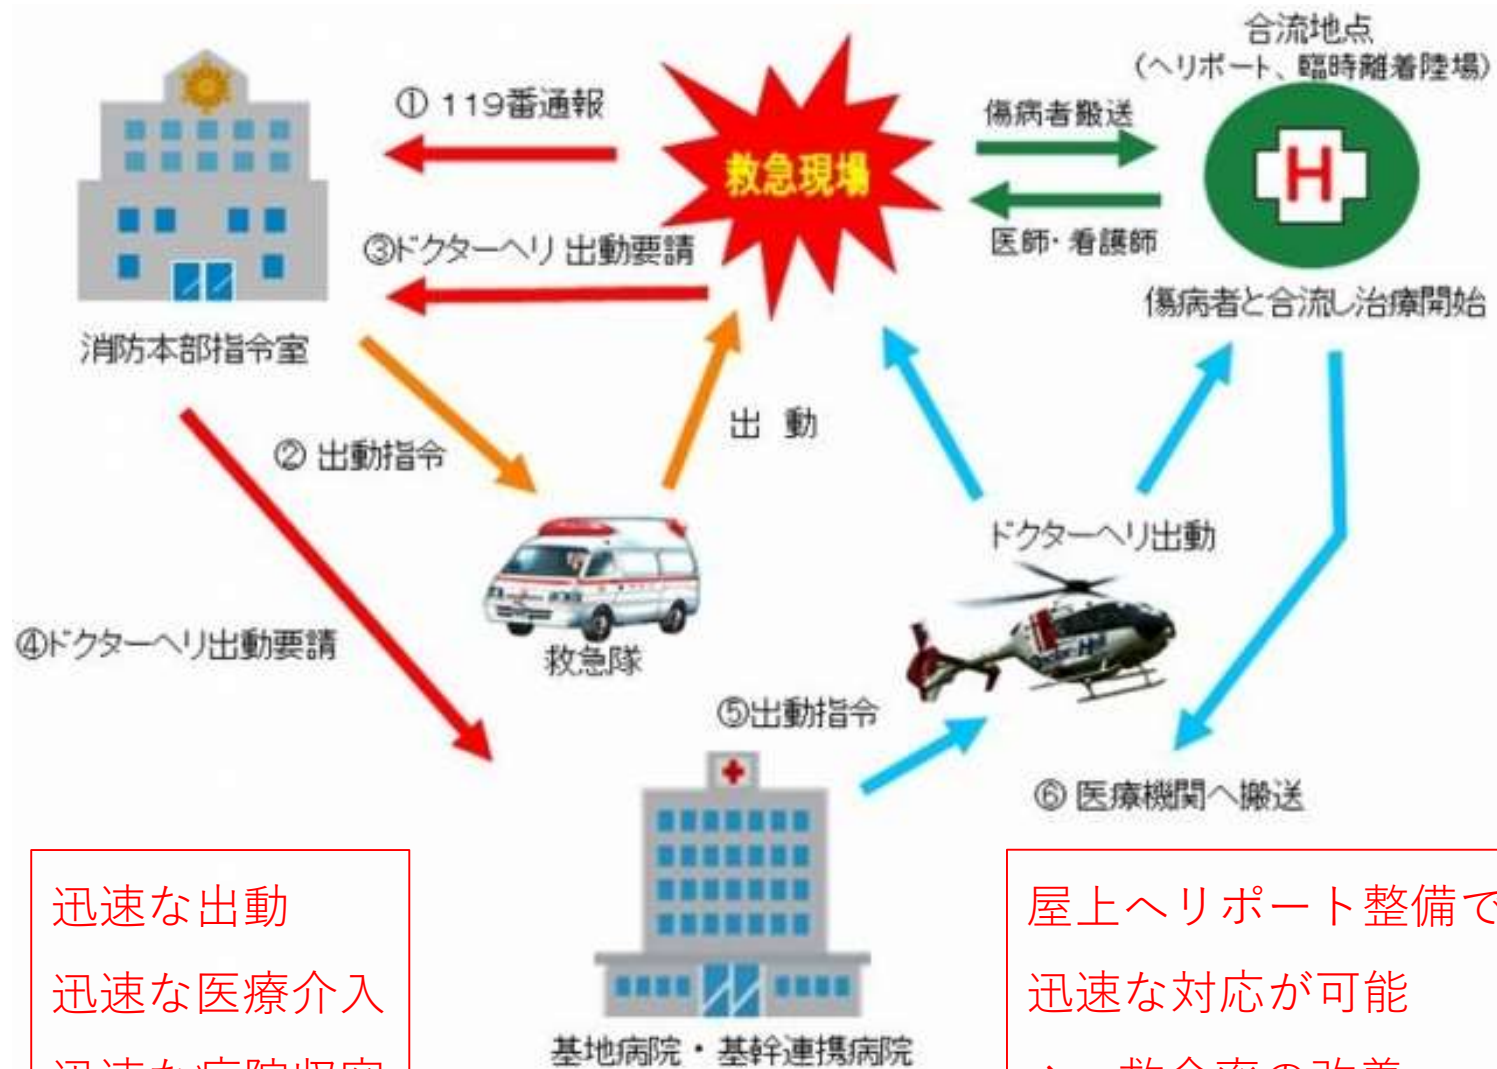 合流地点
(ヘリポート、臨時離着陸場)
① 119番通報
傷病者搬送
救急現場
H
③ドクターヘリ 出動要請
医師・看護師
傷病者と合流し治療開始
消防本部指令室
出 動
② 出動指令
ドクターヘリ出動
④ドクターヘリ出動要請
救急隊
⑤出動指令
⑥ 医療機関へ搬送
迅速な出動
迅速な医療介入
屋上ヘリポート整備で
迅速な対応が可能
基地病院・基幹連携病院